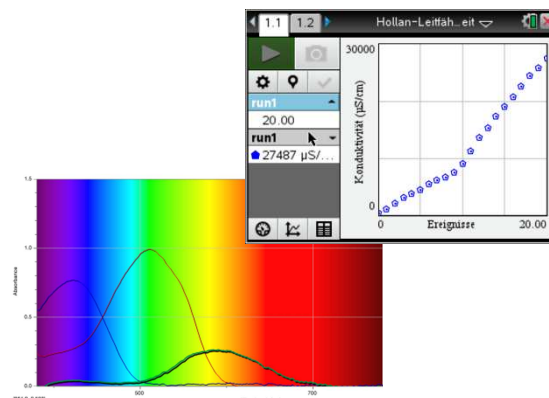 1.1 1.2 Hollan-Leitfäh…eit
run1
20.00
run1
27487 µS/…
30000
Konduktivität (µS/cm)
0
0 Ereignisse 20.00
1.5
1.0
Absorbance
0.5
0.0
600 700